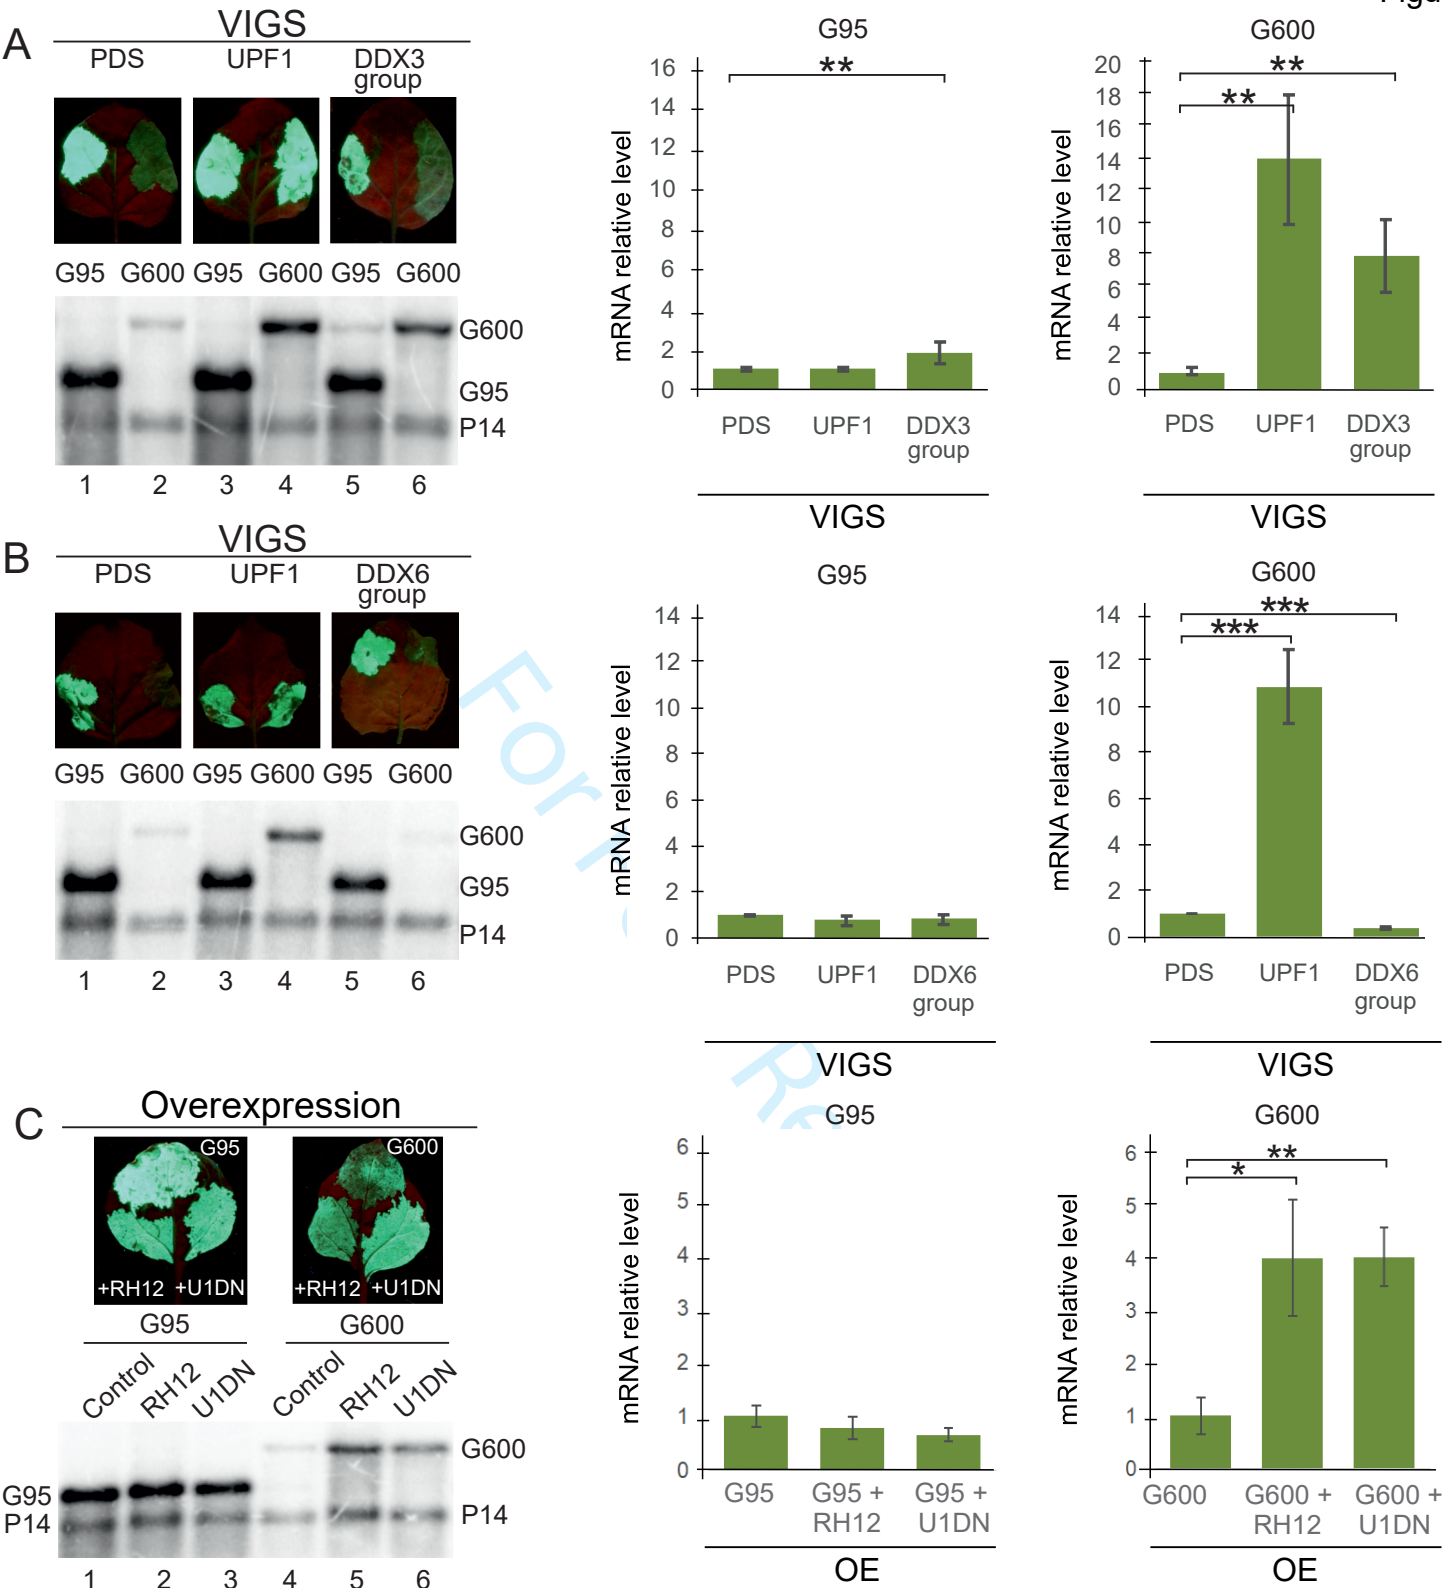 Figu
A
VIGS
PDS UPF1 DDX3
group
G95 G600 G95 G600 G95 G600
G600
G95
P14
1 2 3 4 5 6
G95
**
mRNA relative level
16
14
12
10
8
6
4
2
0
PDS UPF1 DDX3
group
VIGS
G600
**
**
mRNA relative level
20
18
16
14
12
10
8
6
4
2
0
PDS UPF1 DDX3
group
VIGS
B
VIGS
PDS UPF1 DDX6
group
G95 G600 G95 G600 G95 G600
G600
G95
P14
1 2 3 4 5 6
G95
mRNA relative level
14
12
10
8
6
4
2
0
PDS UPF1 DDX6
group
VIGS
G600
***
***
mRNA relative level
14
12
10
8
6
4
2
0
PDS UPF1 DDX6
group
VIGS
For
C
Overexpression
G95
+RH12 +U1DN
G600
+RH12 +U1DN
G95 G600
Control RH12 U1DN Control RH12 U1DN
G600
G95
P14
P14
1 2 3 4 5 6
G95
mRNA relative level
6
5
4
3
2
1
0
G95 G95 + G95 +
RH12 U1DN
OE
G600
**
*
mRNA relative level
6
5
4
3
2
1
0
G600 G600 + G600 +
RH12 U1DN
OE